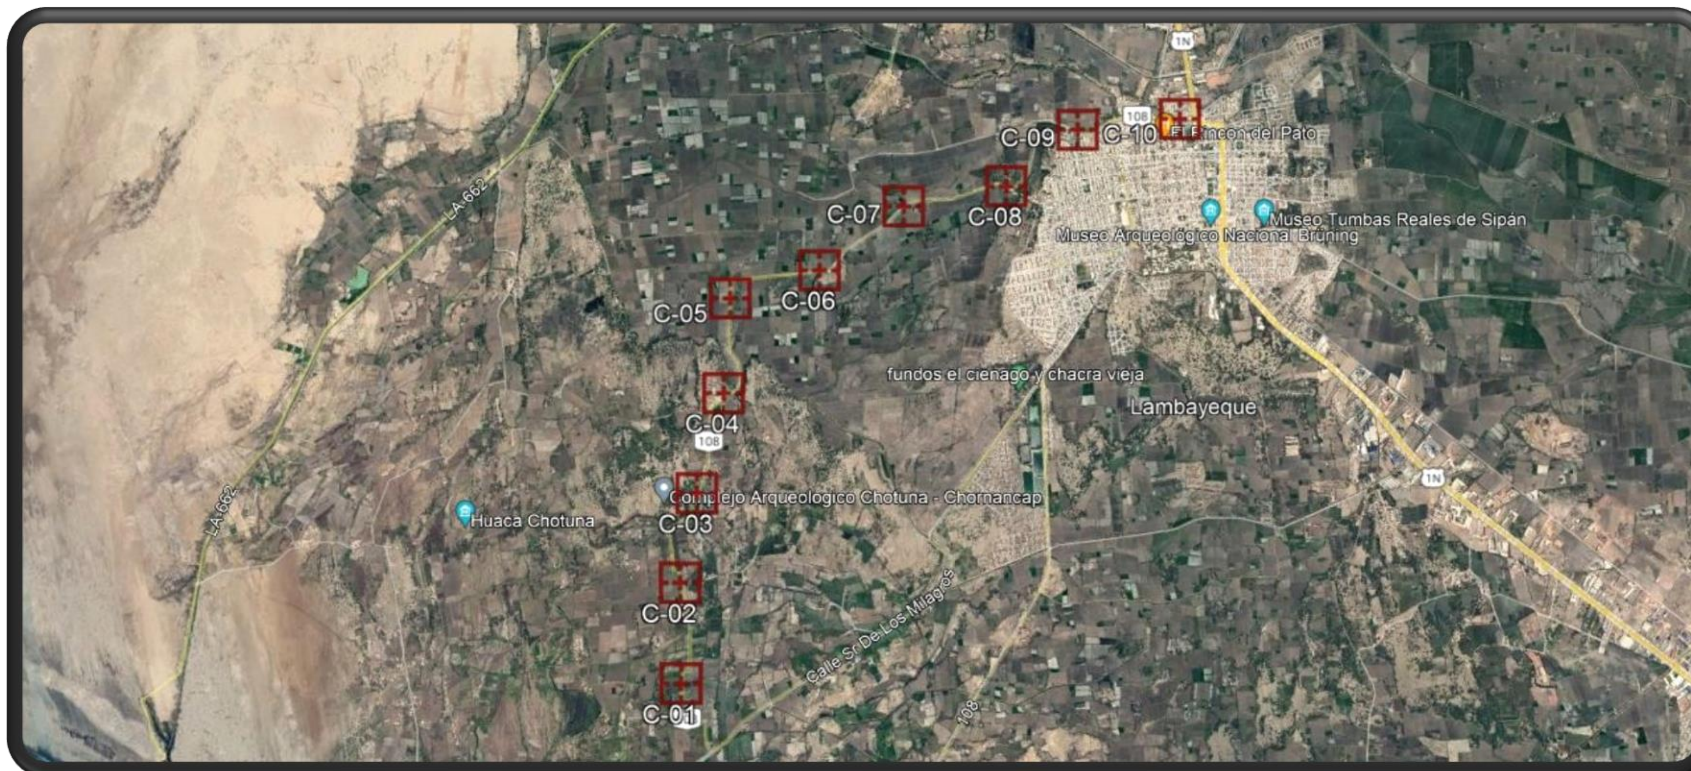 1N
108
C-09
C-10
El Rincon del Pato
LA-662
C-07
C-08
Museo Tumbas Reales de Sipán
Museo Arqueológico Nacional Brüning
C-06
C-05
fundos el cienago y chacra vieja
Lambayeque
C-04
108
1N
Complejo Arqueológico Chotuna - Chornancap
LA-662
Huaca Chotuna
C-03
C-02
Calle Sr De Los Milagros
C-01
108